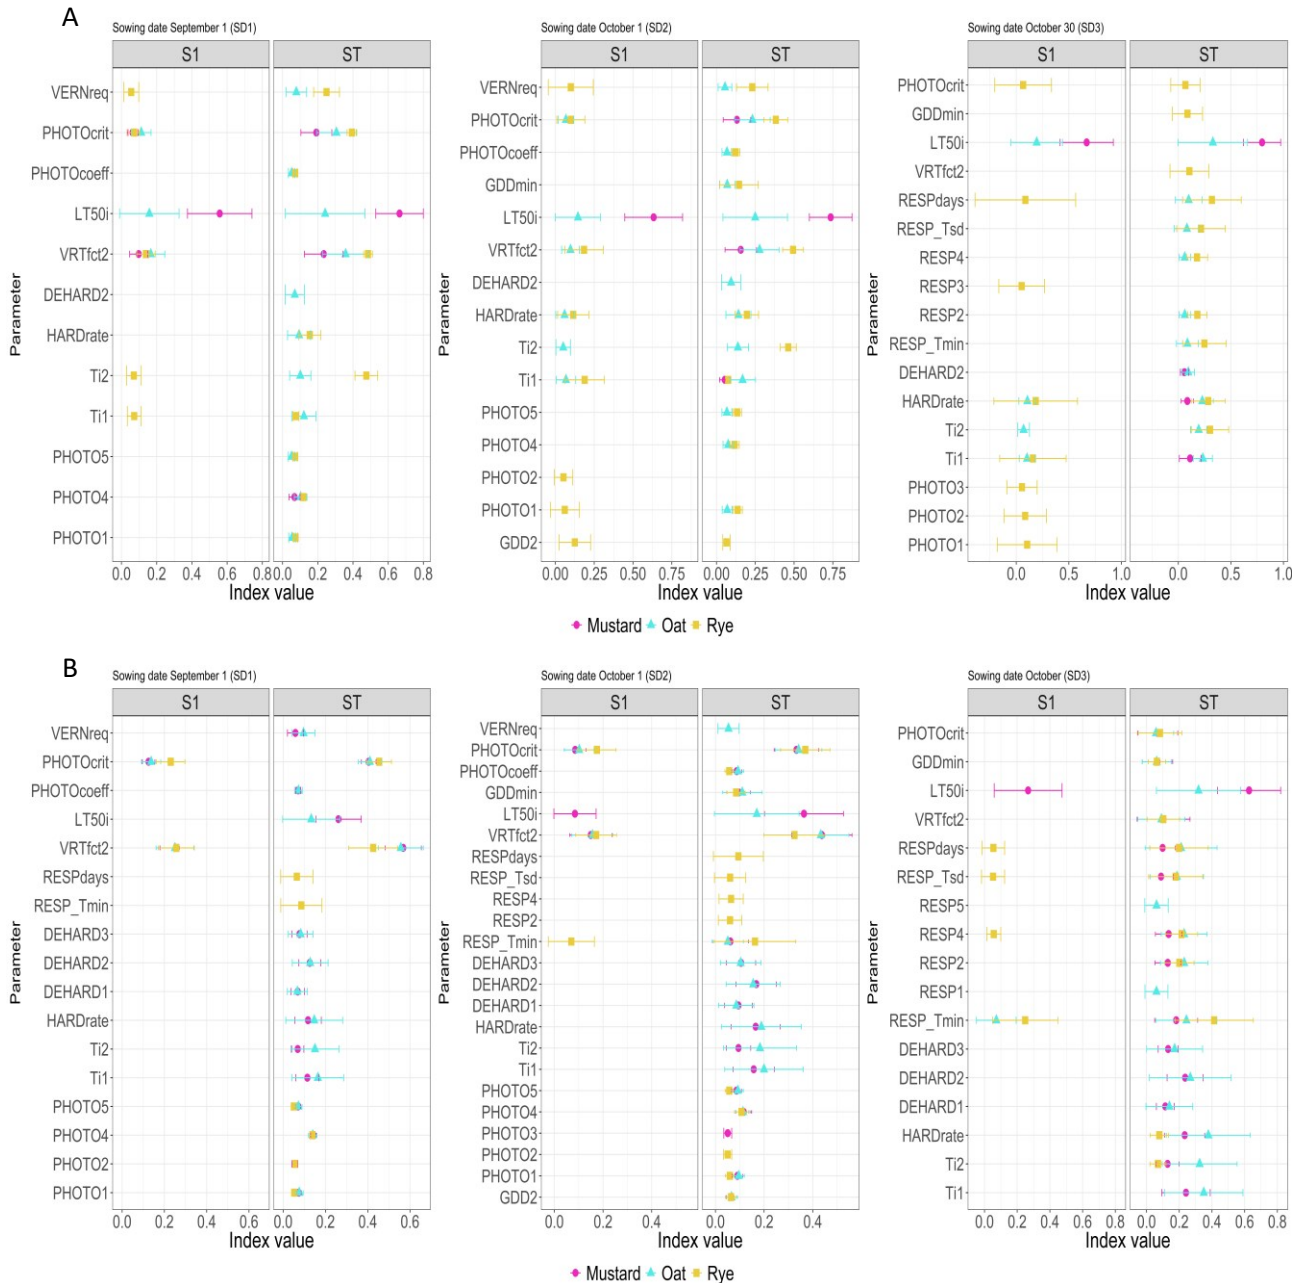 A
Sowing date September 1 (SD1)
S1 ST
VERNreq
PHOTOcrit
PHOTOcoeff
LT50i
VRTfct2
DEHARD2
HARDrate
Ti2
Ti1
PHOTO5
PHOTO4
PHOTO1
Parameter
0.0 0.2 0.4 0.6 0.8 0.0 0.2 0.4 0.6 0.8
Index value
Sowing date October 1 (SD2)
S1 ST
VERNreq
PHOTOcrit
PHOTOcoeff
GDDmin
LT50i
VRTfct2
DEHARD2
HARDrate
Ti2
Ti1
PHOTO5
PHOTO4
PHOTO2
PHOTO1
GDD2
Parameter
0.00 0.25 0.50 0.75 0.00 0.25 0.50 0.75
Index value
Sowing date October 30 (SD3)
S1 ST
PHOTOcrit
GDDmin
LT50i
VRTfct2
RESPdays
RESP_Tsd
RESP4
RESP3
RESP2
RESP_Tmin
DEHARD2
HARDrate
Ti2
Ti1
PHOTO3
PHOTO2
PHOTO1
Parameter
0.0 0.5 1.0 0.0 0.5 1.0
Index value
Mustard Oat Rye
B
Sowing date September 1 (SD1)
S1 ST
VERNreq
PHOTOcrit
PHOTOcoeff
LT50i
VRTfct2
RESPdays
RESP_Tmin
DEHARD3
DEHARD2
DEHARD1
HARDrate
Ti2
Ti1
PHOTO5
PHOTO4
PHOTO2
PHOTO1
Parameter
0.0 0.2 0.4 0.6 0.0 0.2 0.4 0.6
Index value
Sowing date October 1 (SD2)
S1 ST
VERNreq
PHOTOcrit
PHOTOcoeff
GDDmin
LT50i
VRTfct2
RESPdays
RESP_Tsd
RESP4
RESP2
RESP_Tmin
DEHARD3
DEHARD2
DEHARD1
HARDrate
Ti2
Ti1
PHOTO5
PHOTO4
PHOTO3
PHOTO2
PHOTO1
GDD2
Parameter
0.0 0.2 0.4 0.0 0.2 0.4
Index value
Sowing date October (SD3)
S1 ST
PHOTOcrit
GDDmin
LT50i
VRTfct2
RESPdays
RESP_Tsd
RESP5
RESP4
RESP2
RESP1
RESP_Tmin
DEHARD3
DEHARD2
DEHARD1
HARDrate
Ti2
Ti1
Parameter
0.0 0.2 0.4 0.6 0.8 0.0 0.2 0.4 0.6 0.8
Index value
Mustard Oat Rye